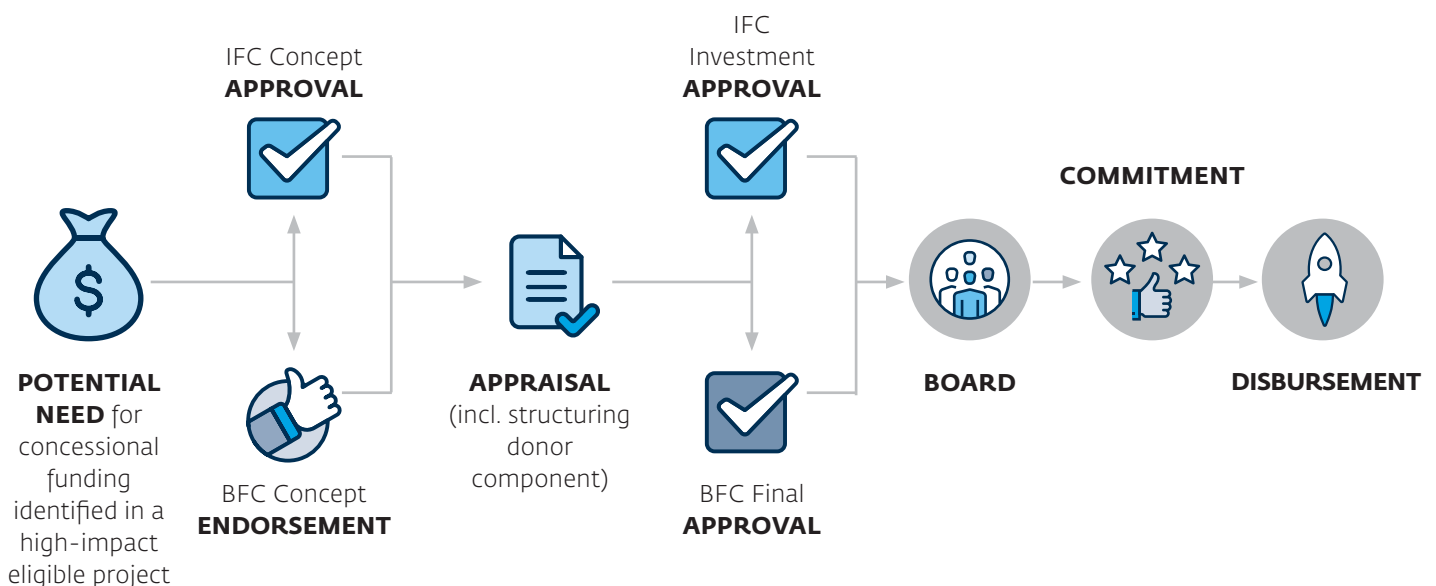 POTENTIAL
NEED for
concessional
funding
identified in a
high-impact
eligible project
$
IFC Concept
APPROVAL
BFC Concept
ENDORSEMENT
APPRAISAL
(incl. structuring
donor
component)
IFC
Investment
APPROVAL
BFC Final
APPROVAL
BOARD
COMMITMENT
DISBURSEMENT